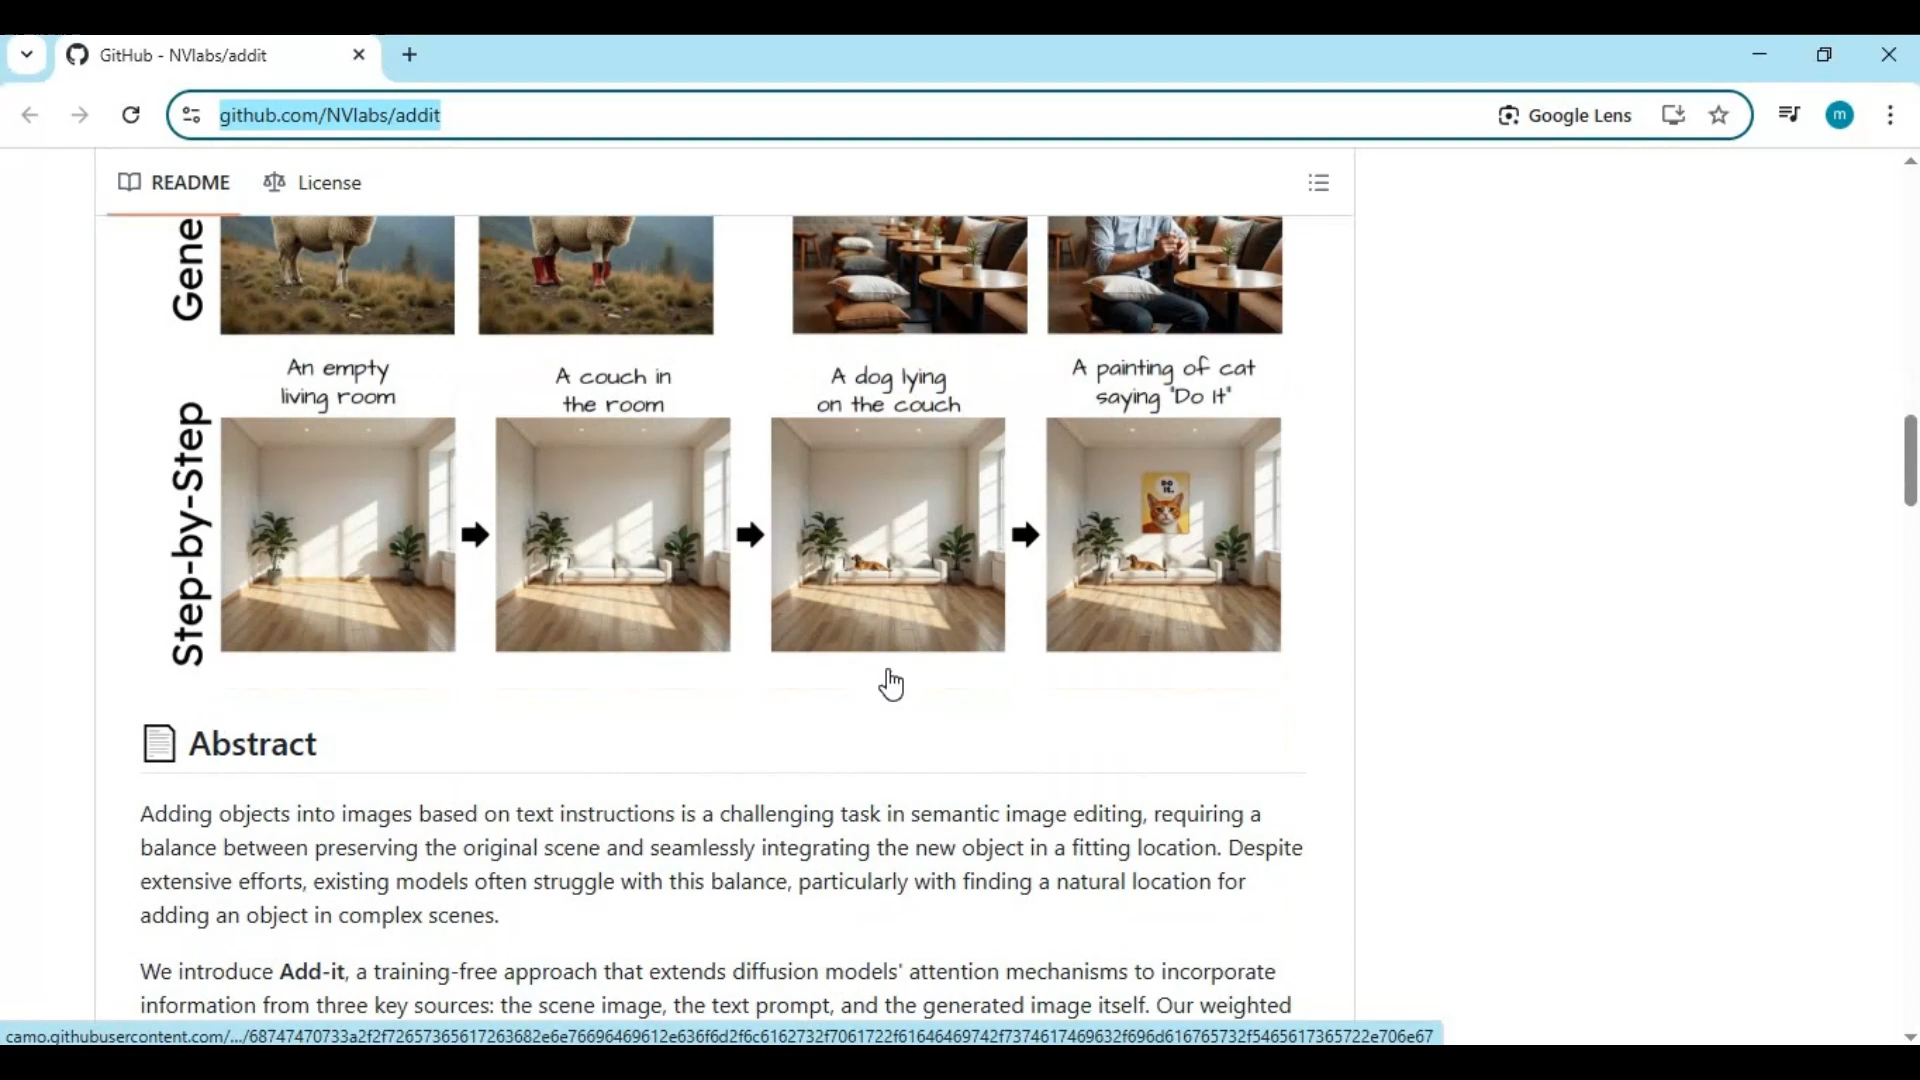 GitHub - NVlabs/addit
github.com/NVlabs/addit
Google Lens
m
README
License
Gene
An empty
living room
A couch in
the room
A dog lying
on the couch
A painting of cat
saying "Do It"
Step-by-Step
DO
IT.
Abstract
Adding objects into images based on text instructions is a challenging task in semantic image editing, requiring a
balance between preserving the original scene and seamlessly integrating the new object in a fitting location. Despite
extensive efforts, existing models often struggle with this balance, particularly with finding a natural location for
adding an object in complex scenes.
We introduce Add-it, a training-free approach that extends diffusion models' attention mechanisms to incorporate
information from three key sources: the scene image, the text prompt, and the generated image itself. Our weighted
camo.githubusercontent.com/.../68747470733a2f2f72657365617263682e6e76696469612e636f6d2f6c6162732f7061722f61646469742f7374617469632f696d616765732f5465617365722e706e67